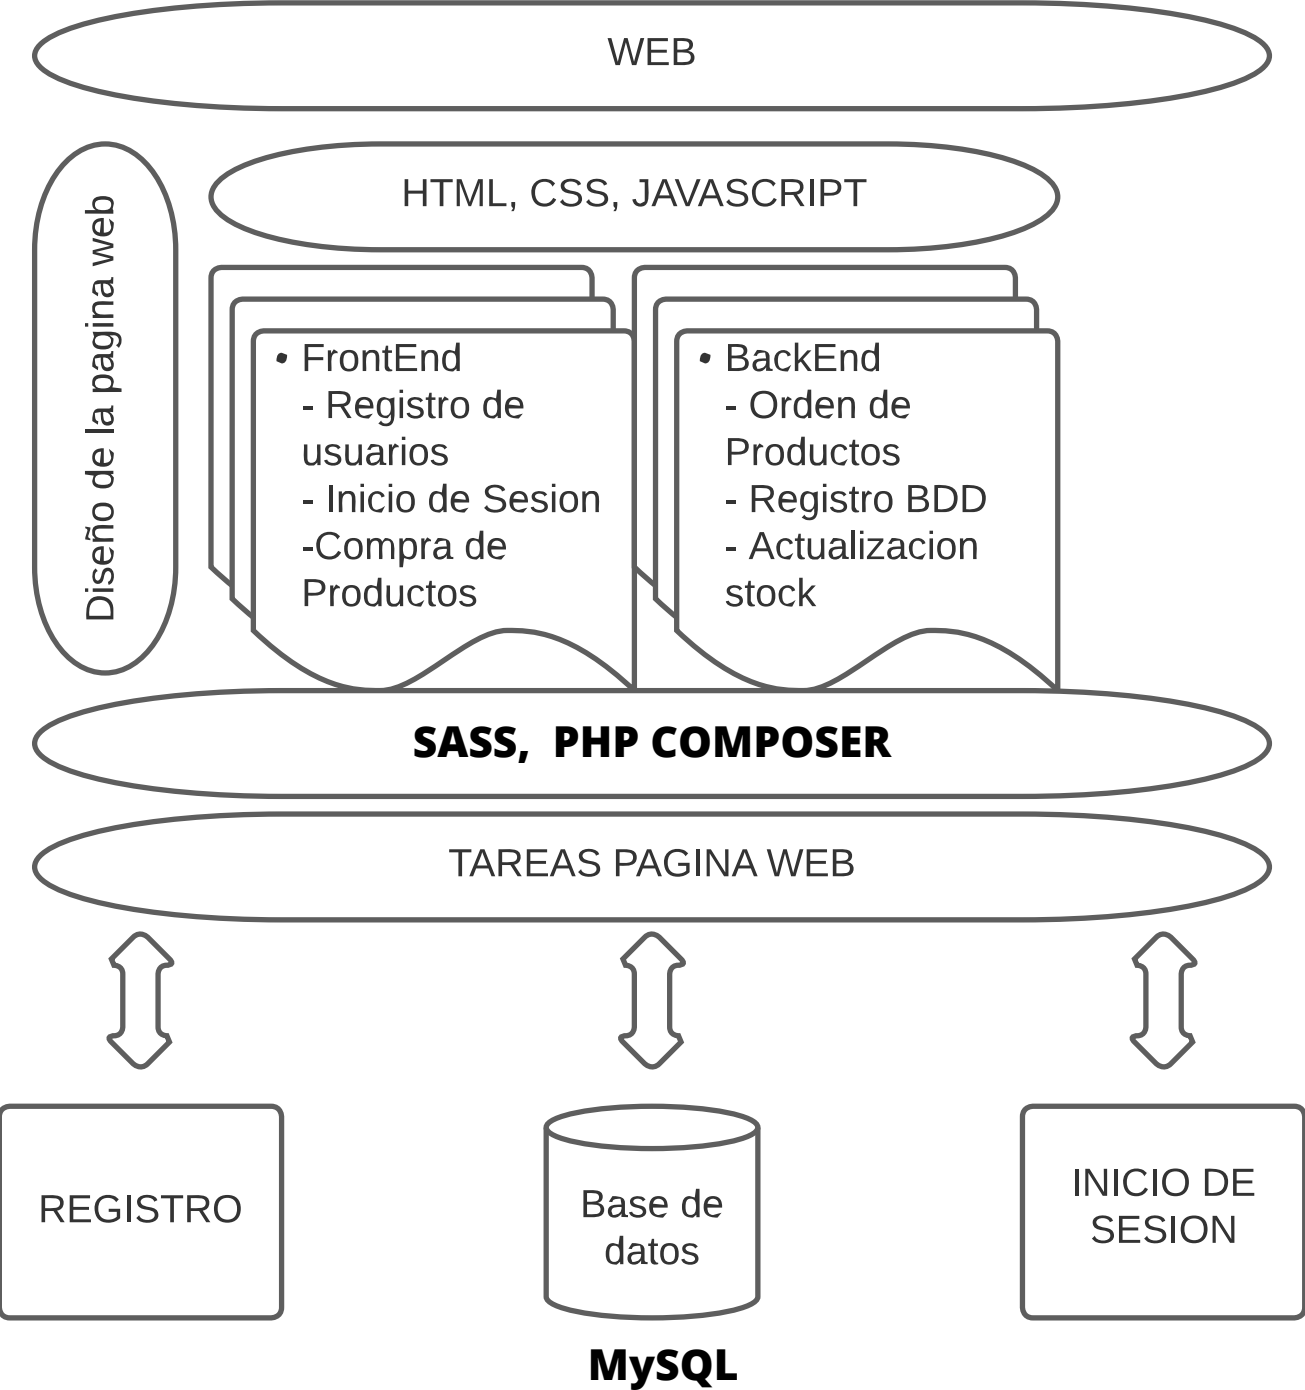 WEB
HTML, CSS, JAVASCRIPT
Diseño de la pagina web
• FrontEnd
- Registro de
usuarios
- Inicio de Sesion
-Compra de
Productos
• BackEnd
- Orden de
Productos
- Registro BDD
- Actualizacion
stock
SASS, PHP COMPOSER
TAREAS PAGINA WEB
REGISTRO
Base de
datos
INICIO DE
SESION
MySQL